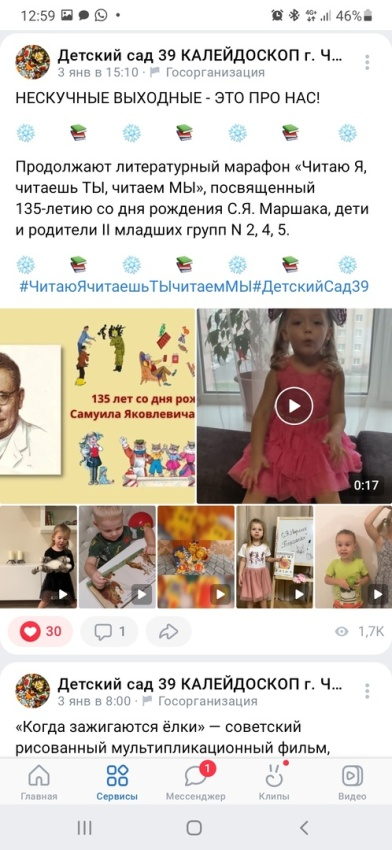 12:59
4G+
46%
Детский сад 39 КАЛЕЙДОСКОП г. Ч...
3 янв в 15:10 · Госорганизация
НЕСКУЧНЫЕ ВЫХОДНЫЕ - ЭТО ПРО НАС!
Продолжают литературный марафон «Читаю Я,
читаешь ТЫ, читаем МЫ», посвященный
135-летию со дня рождения С.Я. Маршака, дети
и родители II младших групп N 2, 4, 5.
#ЧитаюЯчитаешьТЫчитаемМЫ#ДетскийСад39
135 лет со дня рож
Самуила Яковлевича
0:17
30
1
1,7K
Детский сад 39 КАЛЕЙДОСКОП г. Ч...
3 янв в 8:00 · Госорганизация
«Когда зажигаются ёлки» — советский
рисованный мультипликационный фильм,
1
Главная
Сервисы
Мессенджер
Клипы
Видео